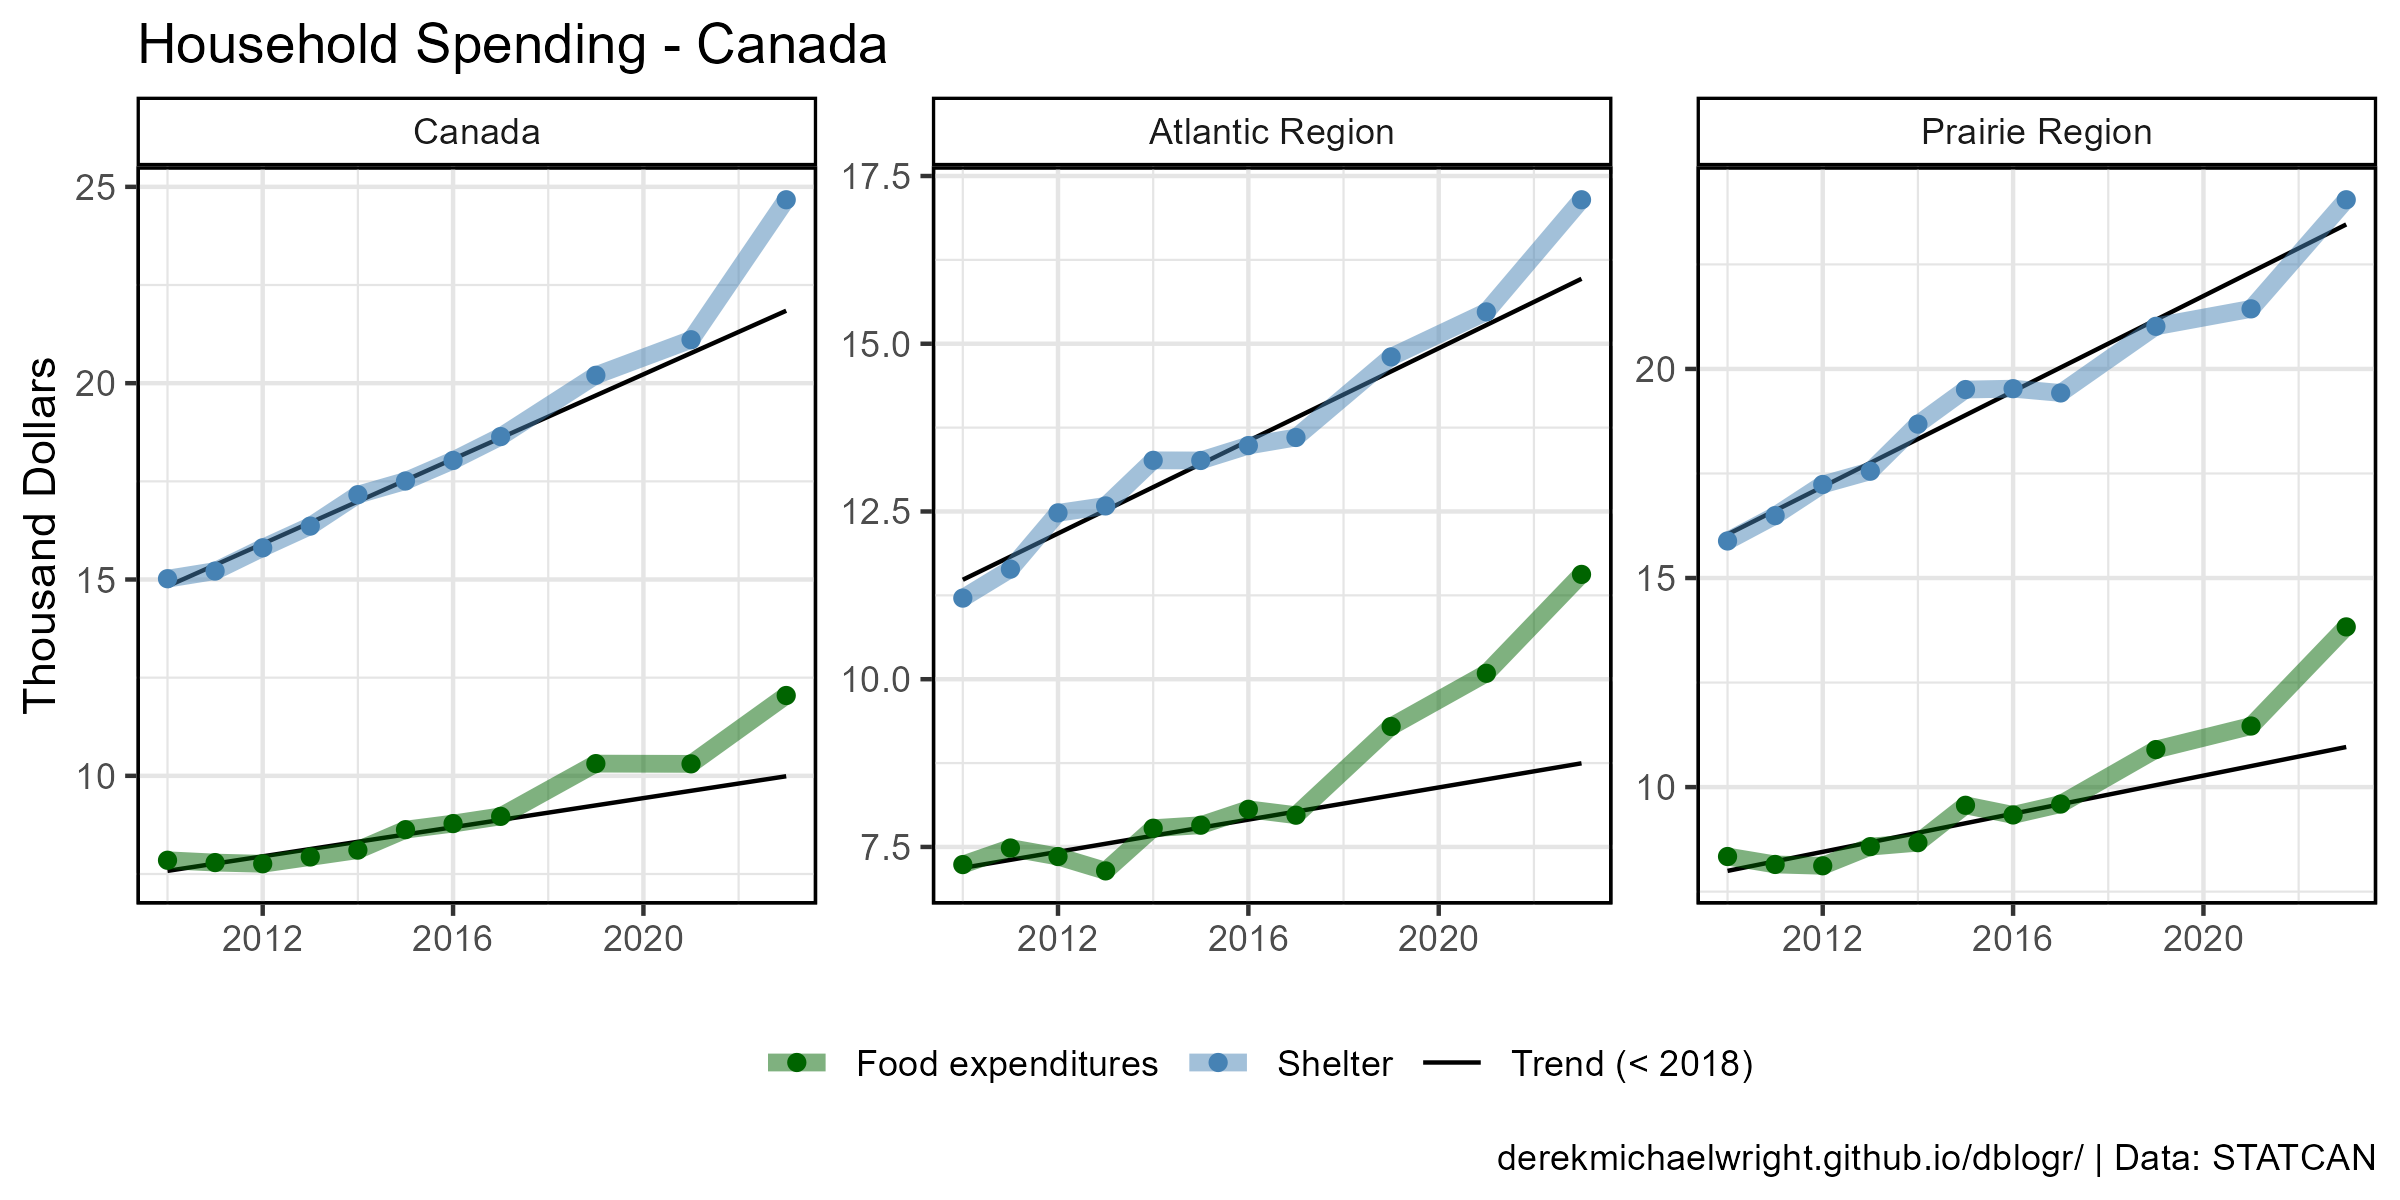 Household Spending - Canada
Canada
Atlantic Region
Prairie Region
Thousand Dollars
25
20
15
10
17.5
15.0
12.5
10.0
7.5
20
15
10
2012 2016 2020
2012 2016 2020
2012 2016 2020
Food expenditures Shelter Trend (< 2018)
derekmichaelwright.github.io/dblogr/ | Data: STATCAN